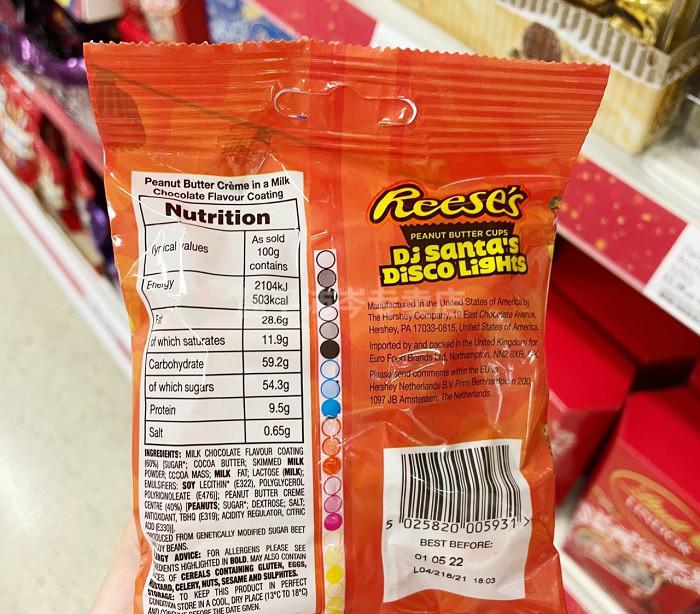 Peanut Butter Crème in a Milk
Chocolate Flavour Coating
Nutrition
Typical values
As sold
100g
contains
Energy
2104kJ
503kcal
Fat
28.6g
of which saturates
11.9g
Carbohydrate
59.2g
of which sugars
54.3g
Protein
9.5g
Salt
0.65g
INGREDIENTS: MILK CHOCOLATE FLAVOUR COATING
(60%) [SUGAR*; COCOA BUTTER; SKIMMED MILK
POWDER; COCOA MASS; MILK FAT; LACTOSE (MILK);
EMULSIFIERS: SOY LECITHIN* (E322), POLYGLYCEROL
POLYRICINOLEATE (E476)]; PEANUT BUTTER CREME
CENTRE (40%) [PEANUTS; SUGAR*; DEXTROSE; SALT;
ANTIOXIDANT, TBHQ (E319); ACIDITY REGULATOR, CITRIC
ACID (E330)].
PRODUCED FROM GENETICALLY MODIFIED SUGAR BEET
SOY BEANS.
ADVICE: FOR ALLERGENS PLEASE SEE
HIGHLIGHTED IN BOLD. MAY ALSO CONTAIN
OF CEREALS CONTAINING GLUTEN, EGGS,
MUSTARD, CELERY, NUTS, SESAME AND SULPHITES.
STORAGE: TO KEEP THIS PRODUCT IN PERFECT
CONDITION STORE IN A COOL, DRY PLACE (13°C TO 18°C)
AND CONSUME BEFORE THE DATE GIVEN.
Reese's
PEANUT BUTTER CUPS
DJ Santa's
DiSCO LiGHts
Manufactured in the United States of America by
The Hershey Company, 19 East Chocolate Avenue,
Hershey, PA 17033-0815, United States of America.
Imported by and packed in the United Kingdom for
Euro Food Brands Ltd, Northampton, NN2 8XB, UK.
Please send comments within the EU to
Hershey Netherlands B.V. Prins Bernhardplein 200
1097 JB Amsterdam, The Netherlands.
5 025820 005931 >
BEST BEFORE:
01 05 22
L04/218/21 18:03